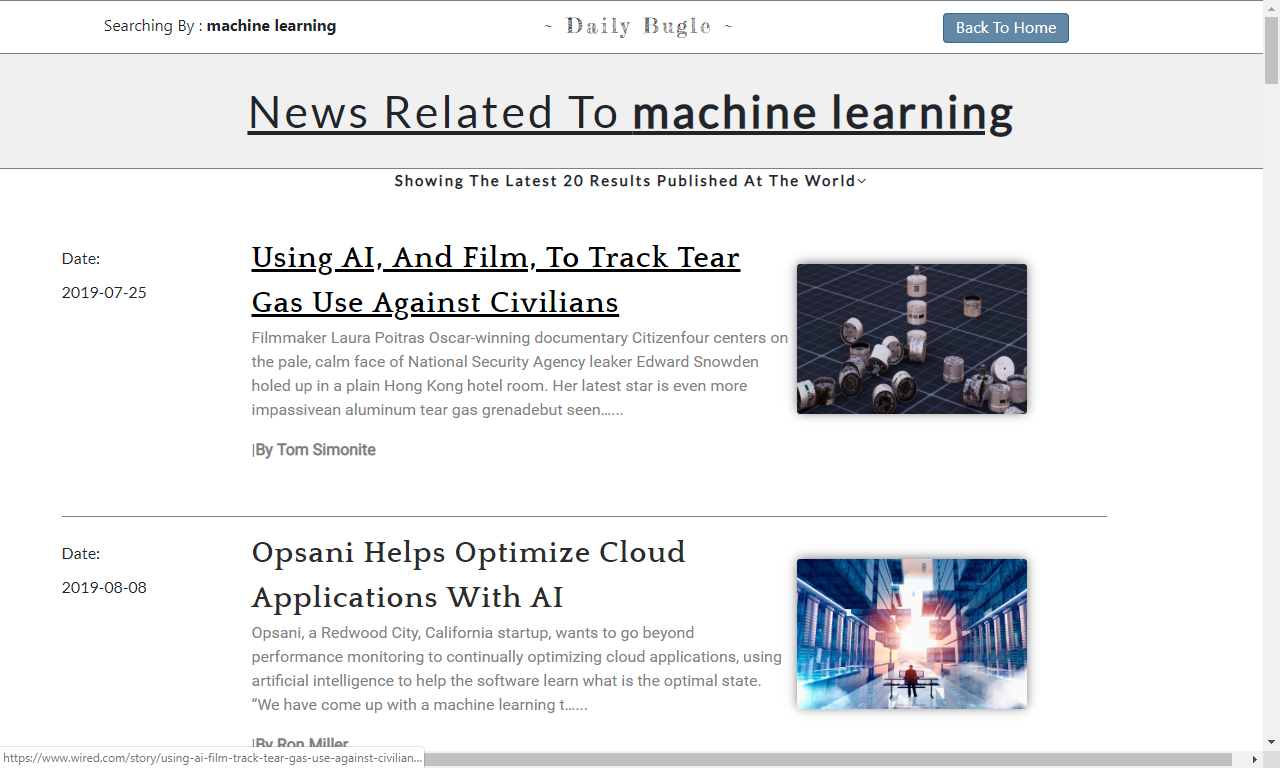 Searching By : machine learning
~ Daily Bugle ~
Back To Home
News Related To machine learning
Showing The Latest 20 Results Published At The World
Date:
2019-07-25
Using AI, And Film, To Track Tear
Gas Use Against Civilians
Filmmaker Laura Poitras Oscar-winning documentary Citizenfour centers on
the pale, calm face of National Security Agency leaker Edward Snowden
holed up in a plain Hong Kong hotel room. Her latest star is even more
impassivean aluminum tear gas grenadebut seen…...
|By Tom Simonite
Date:
2019-08-08
Opsani Helps Optimize Cloud
Applications With AI
Opsani, a Redwood City, California startup, wants to go beyond
performance monitoring to continually optimizing cloud applications, using
artificial intelligence to help the software learn what is the optimal state.
“We have come up with a machine learning t…...
|By Ron Miller
https://www.wired.com/story/using-ai-film-track-tear-gas-use-against-civilian...